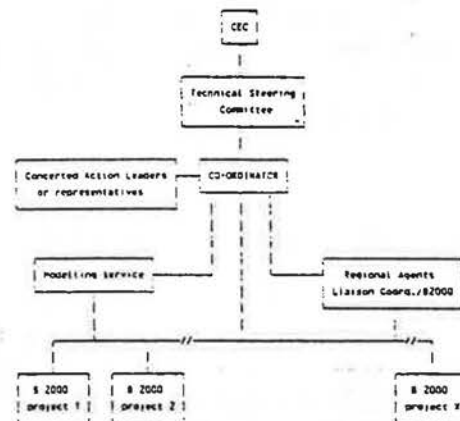 CEC
Technical Steering
Committee
Concerted Action Leaders
or representatives
CO-ORDINATOR
Modelling Service
Regional Agents
Liaison Coord./B2000
B 2000
project 1
B 2000
project 2
B 2000
project X